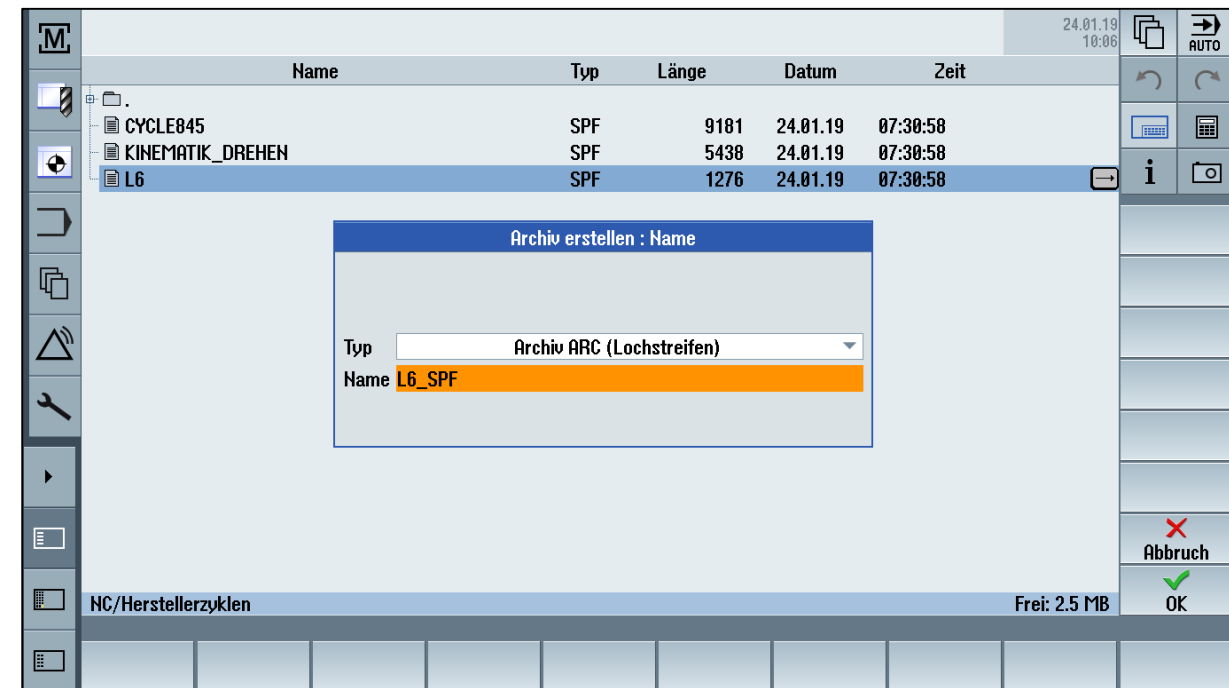 M
24.01.19
10:06
AUTO
Name Typ Länge Datum Zeit
.
CYCLE845 SPF 9181 24.01.19 07:30:58
KINEMATIK_DREHEN SPF 5438 24.01.19 07:30:58
L6 SPF 1276 24.01.19 07:30:58
i
Archiv erstellen : Name
Typ Archiv ARC (Lochstreifen)
Name L6_SPF
Abbruch
NC/Herstellerzyklen Frei: 2.5 MB
OK